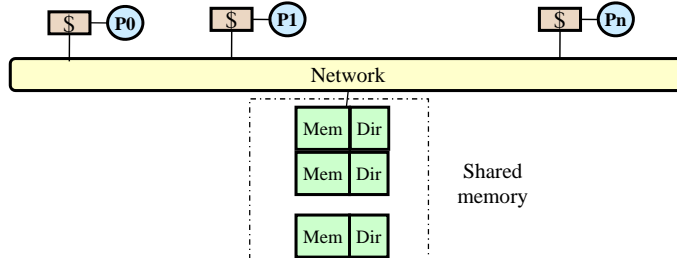 $ P0 $ P1 $ Pn
Network
Mem Dir
Mem Dir
Shared
memory
Mem Dir